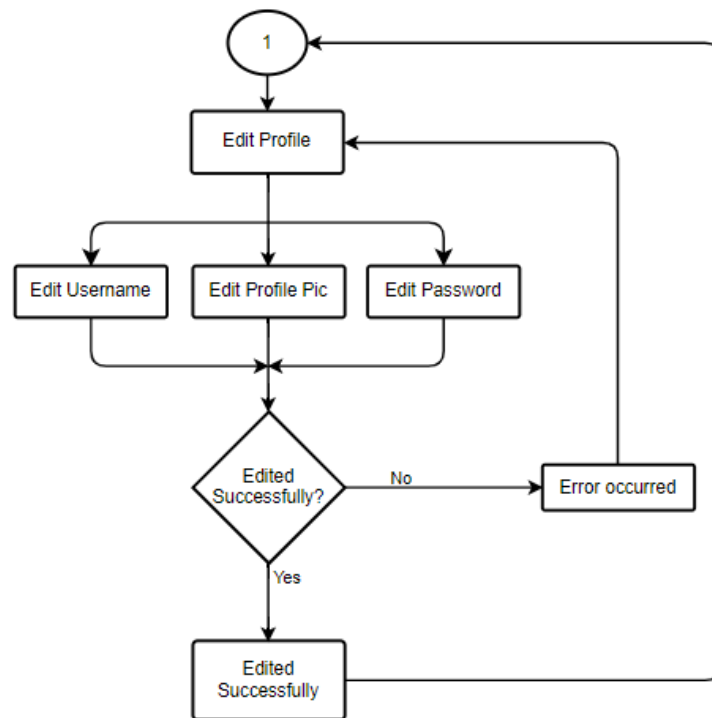 1
Edit Profile
Edit Username
Edit Profile Pic
Edit Password
Edited
Successfully?
No
Error occurred
Yes
Edited
Successfully